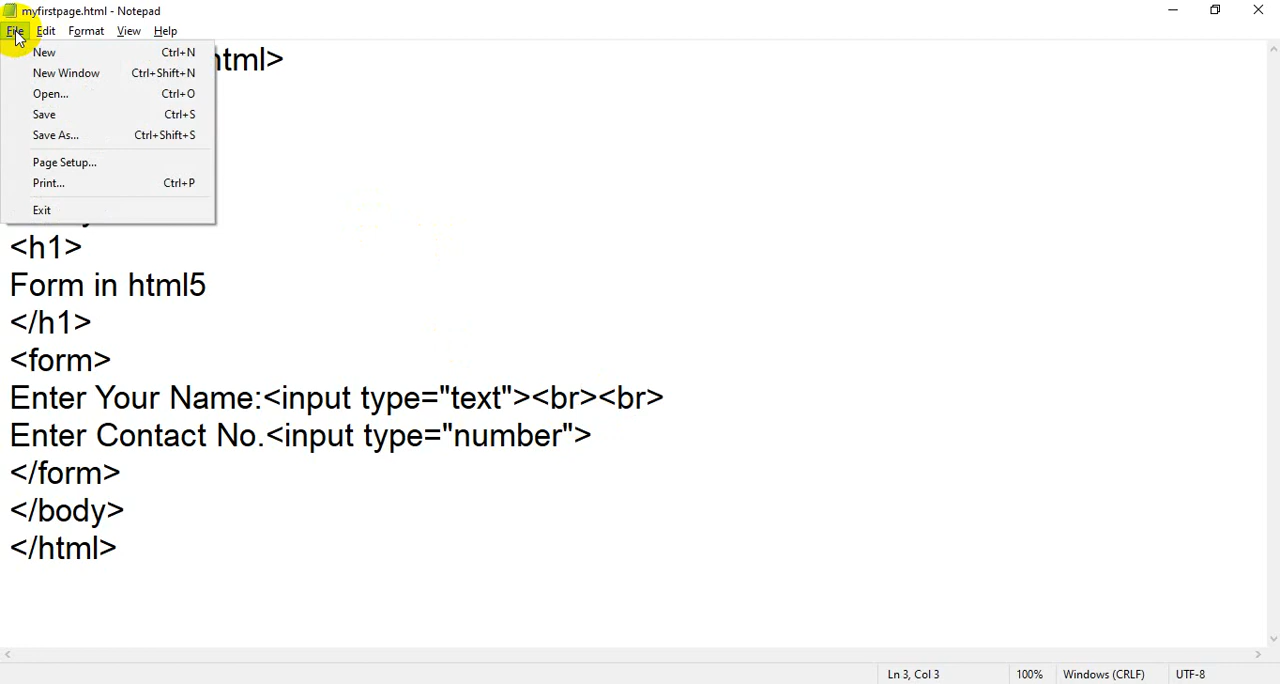 myfirstpage.html - Notepad
File Edit Format View Help
New Ctrl+N
New Window Ctrl+Shift+N
Open... Ctrl+O
Save Ctrl+S
Save As... Ctrl+Shift+S
Page Setup...
Print... Ctrl+P
Exit
html>
<h1>
Form in html5
</h1>
<form>
Enter Your Name:<input type="text"><br><br>
Enter Contact No.<input type="number">
</form>
</body>
</html>
Ln 3, Col 3 100% Windows (CRLF) UTF-8